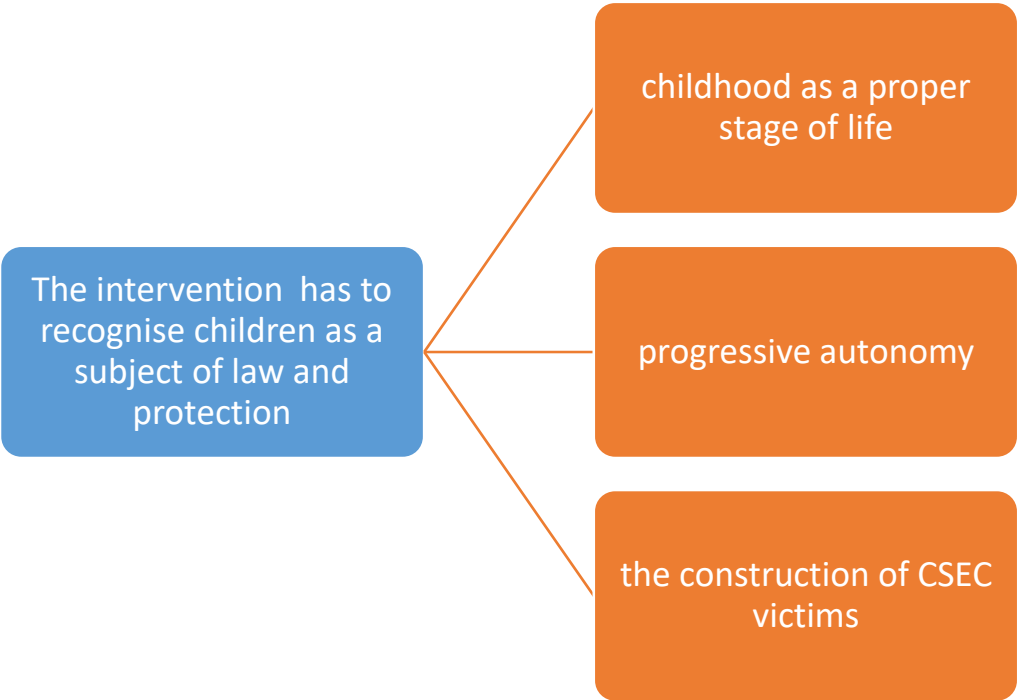 childhood as a proper
stage of life
The intervention  has to
recognise children as a
subject of law and
protection
progressive autonomy
the construction of CSEC
victims